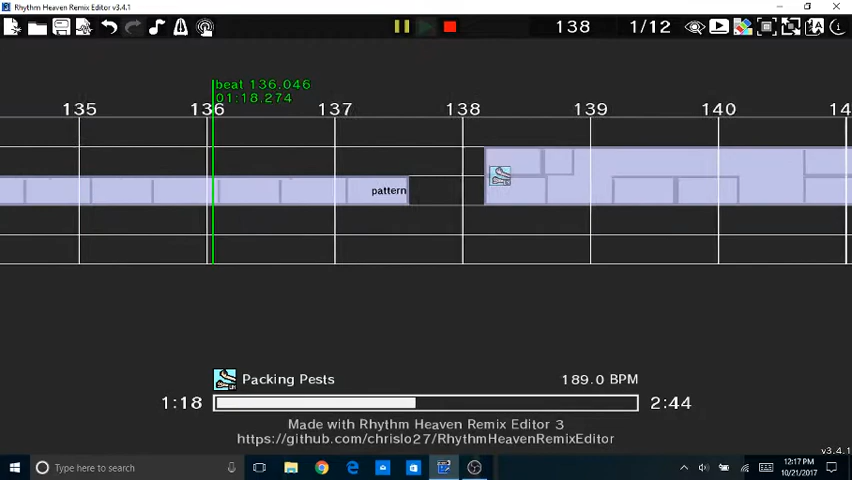 Rhythm Heaven Remix Editor v3.4.1
138
1/12
beat 136.046
01:18.274
135
136
137
138
139
140
14
pattern
Packing Pests
189.0 BPM
1:18
2:44
Made with Rhythm Heaven Remix Editor 3
https://github.com/chrislo27/RhythmHeavenRemixEditor
v3.4.1
Type here to search
12:17 PM
10/21/2017